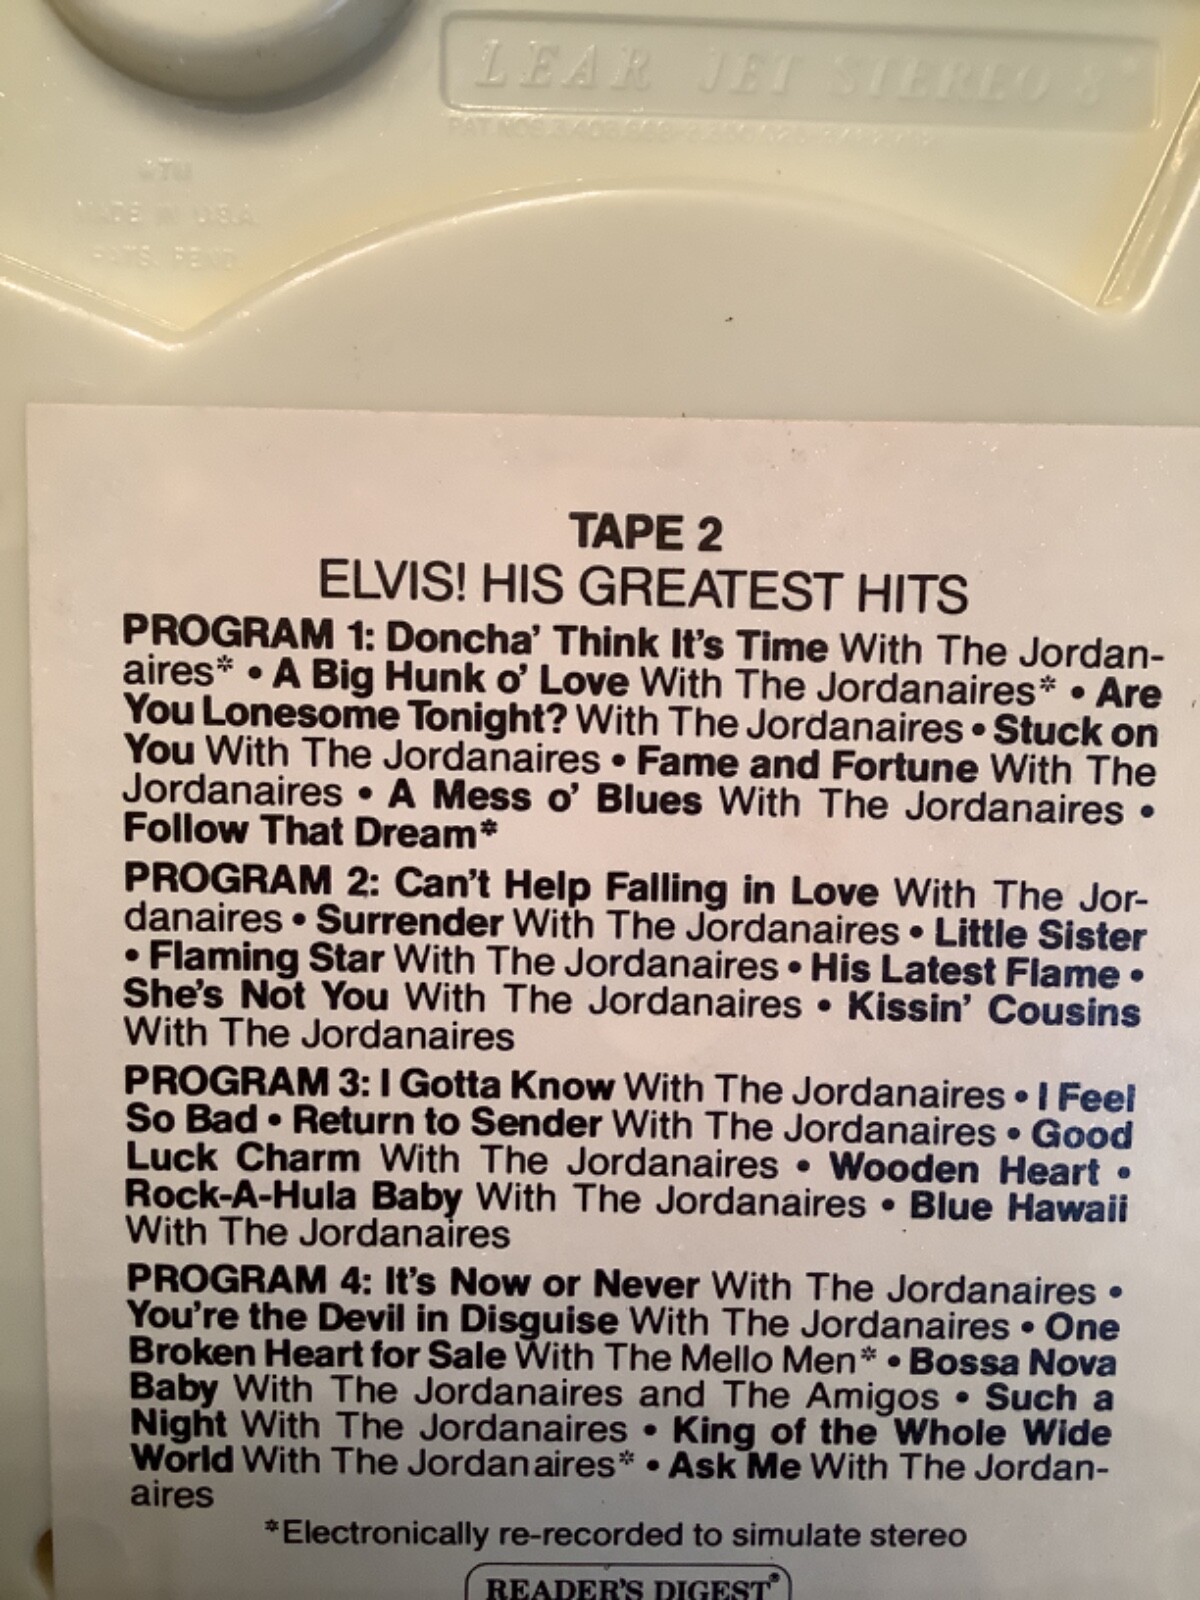 LEAR JET STEREO 8
MADE IN U.S.A.
PATS. PEND
TAPE 2
ELVIS! HIS GREATEST HITS
PROGRAM 1: Doncha' Think It's Time With The Jordan-
aires* • A Big Hunk o' Love With The Jordanaires* • Are
You Lonesome Tonight? With The Jordanaires • Stuck on
You With The Jordanaires • Fame and Fortune With The
Jordanaires • A Mess o' Blues With The Jordanaires •
Follow That Dream*
PROGRAM 2: Can't Help Falling in Love With The Jor-
danaires • Surrender With The Jordanaires • Little Sister
• Flaming Star With The Jordanaires • His Latest Flame •
She's Not You With The Jordanaires • Kissin' Cousins
With The Jordanaires
PROGRAM 3: I Gotta Know With The Jordanaires • I Feel
So Bad • Return to Sender With The Jordanaires • Good
Luck Charm With The Jordanaires • Wooden Heart •
Rock-A-Hula Baby With The Jordanaires • Blue Hawaii
With The Jordanaires
PROGRAM 4: It's Now or Never With The Jordanaires •
You're the Devil in Disguise With The Jordanaires • One
Broken Heart for Sale With The Mello Men* • Bossa Nova
Baby With The Jordanaires and The Amigos • Such a
Night With The Jordanaires • King of the Whole Wide
World With The Jordanaires* • Ask Me With The Jordan-
aires
*Electronically re-recorded to simulate stereo
READER'S DIGEST®